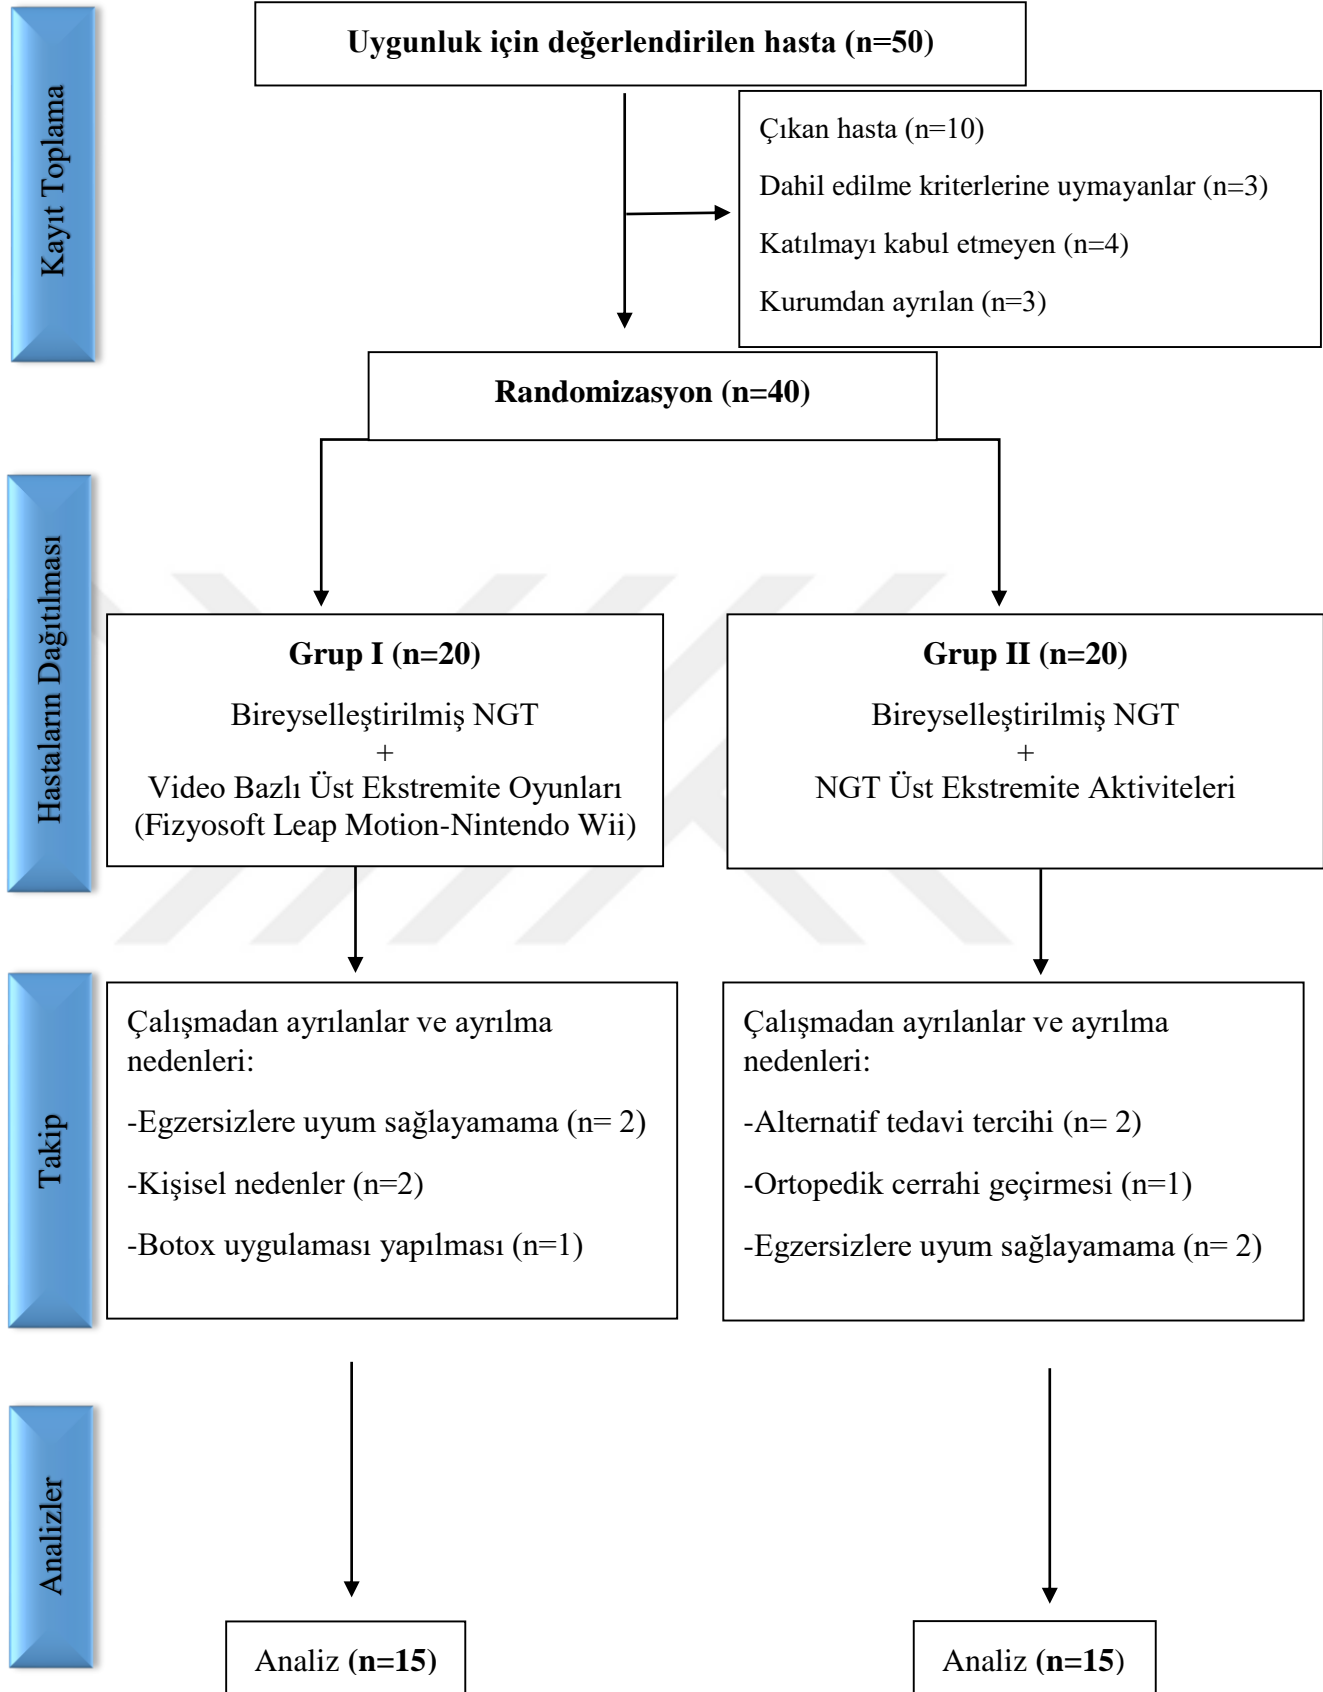 Kayıt Toplama
Uygunluk için değerlendirilen hasta (n=50)
Çıkan hasta (n=10)
Dahil edilme kriterlerine uymayanlar (n=3)
Katılmayı kabul etmeyen (n=4)
Kurumdan ayrılan (n=3)
Randomizasyon (n=40)
Hastaların Dağıtılması
Grup I (n=20)
Bireyselleştirilmiş NGT
+
Video Bazlı Üst Ekstremite Oyunları
(Fizyosoft Leap Motion-Nintendo Wii)
Grup II (n=20)
Bireyselleştirilmiş NGT
+
NGT Üst Ekstremite Aktiviteleri
Takip
Çalışmadan ayrılanlar ve ayrılma
nedenleri:
-Egzersizlere uyum sağlayamama (n= 2)
-Kişisel nedenler (n=2)
-Botox uygulaması yapılması (n=1)
Çalışmadan ayrılanlar ve ayrılma
nedenleri:
-Alternatif tedavi tercihi (n= 2)
-Ortopedik cerrahi geçirmesi (n=1)
-Egzersizlere uyum sağlayamama (n= 2)
Analizler
Analiz (n=15)
Analiz (n=15)